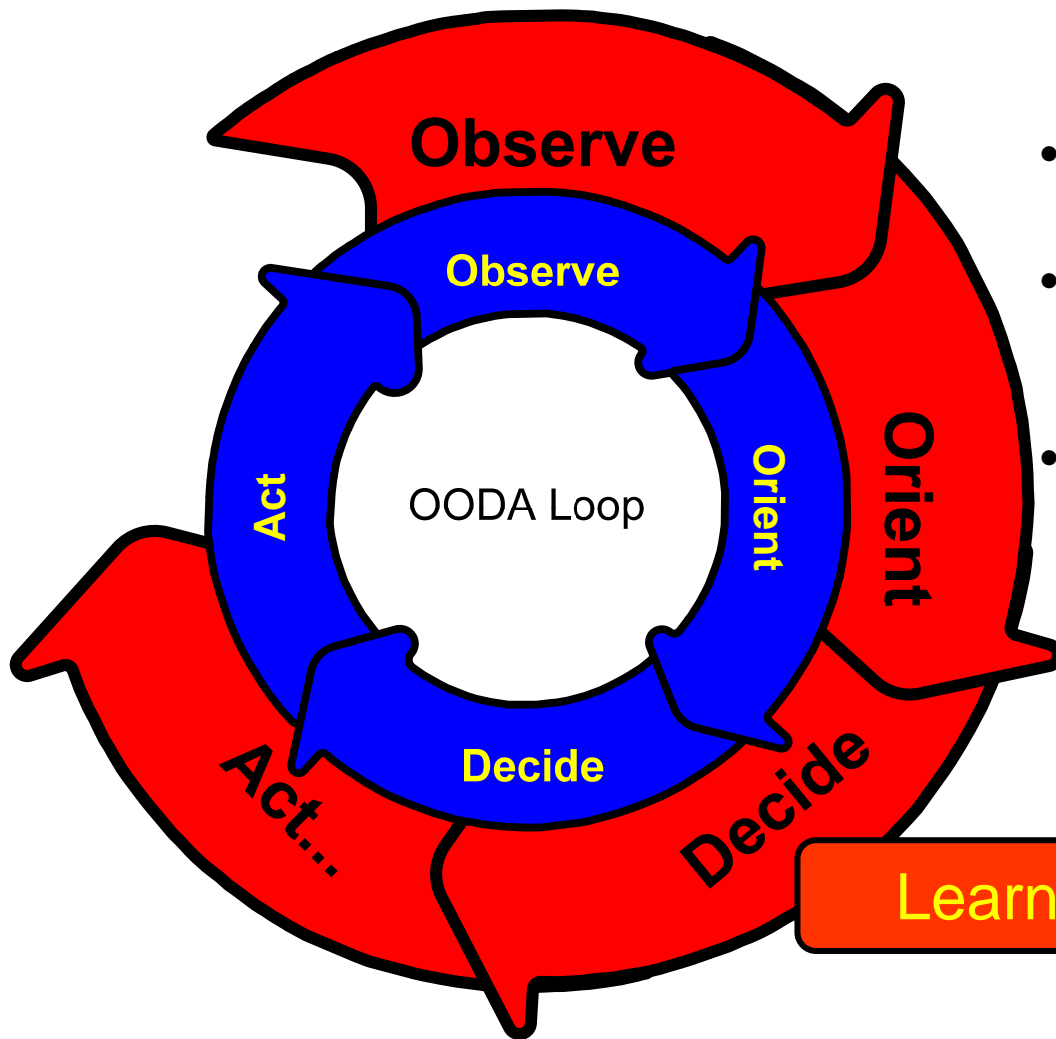 Observe
Observe
Orient
Orient
OODA Loop
Act
Decide
Decide
Act...
Learn